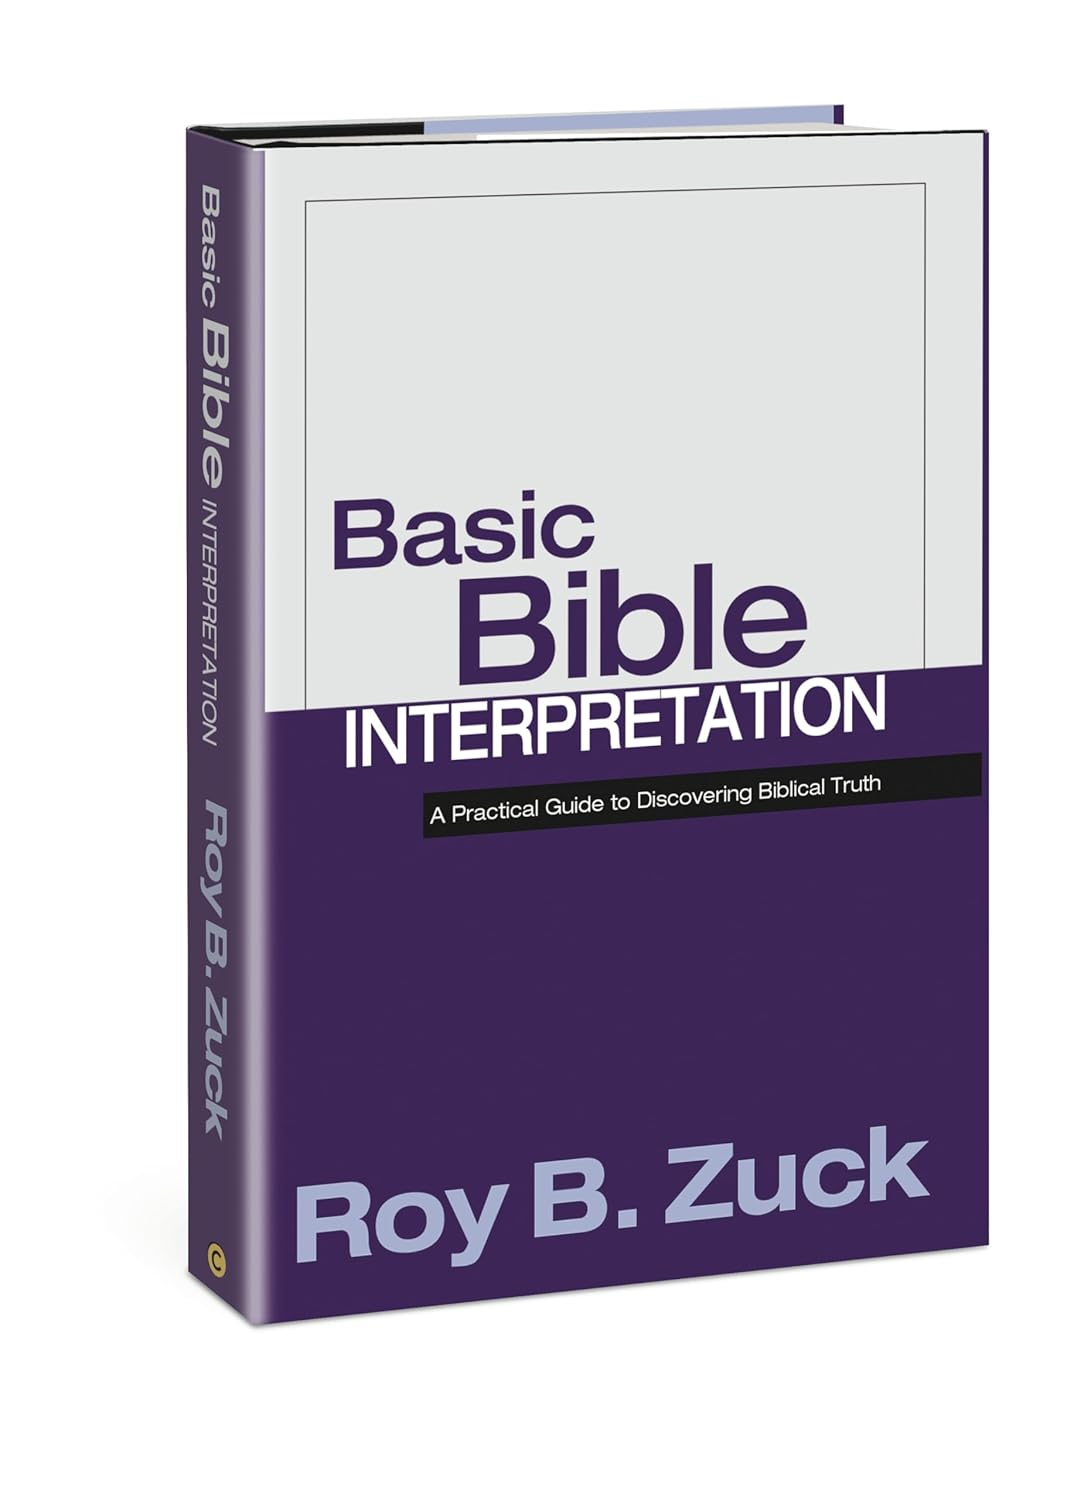 Basic Bible INTERPRETATION Roy B. Zuck
C
Basic
Bible
INTERPRETATION
A Practical Guide to Discovering Biblical Truth
Roy B. Zuck